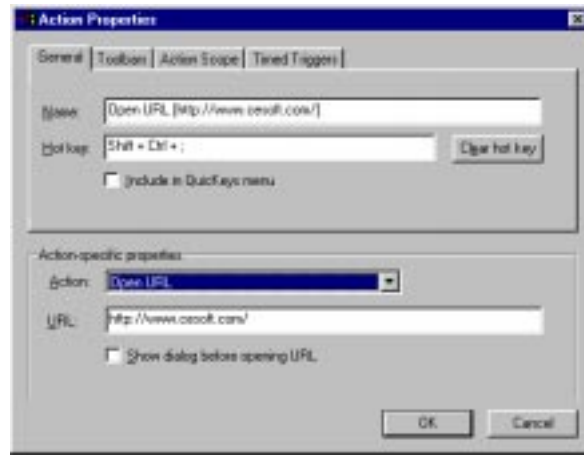 Action Properties
General Toolbars Action Scope Timed Triggers
Name: Open URL [http://www.cesoft.com/]
Hot key: Shift + Ctrl + ; Clear hot key
Include in QuicKeys menu
Action-specific properties
Action: Open URL
URL: http://www.cesoft.com/
Show dialog before opening URL
OK Cancel